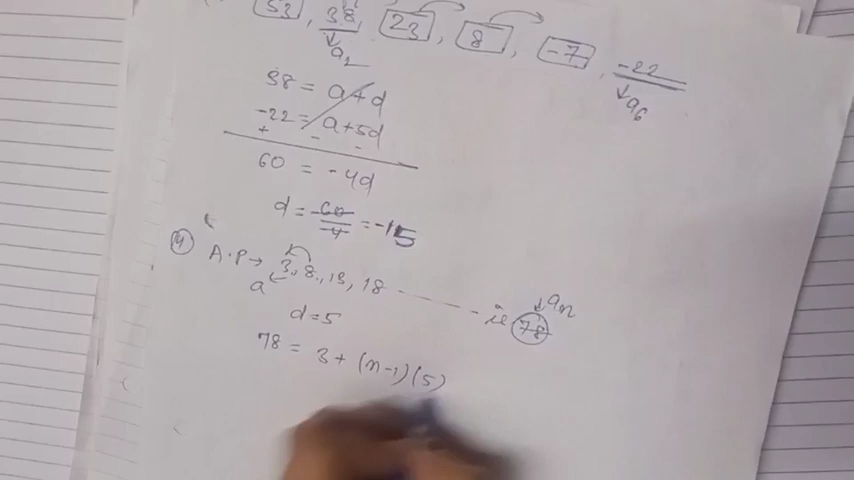 53, 38, 23, 8, -7, -22
↓ a2 ↓ a6
38 = a+d
-22 = a+5d
+ - -
60 = -4d
d = 60/-4 = -15
(4) A.P → 3, 8, 13, 18 ------- 78
a ↓ an
d=5
78 = 3 + (n-1)(5)